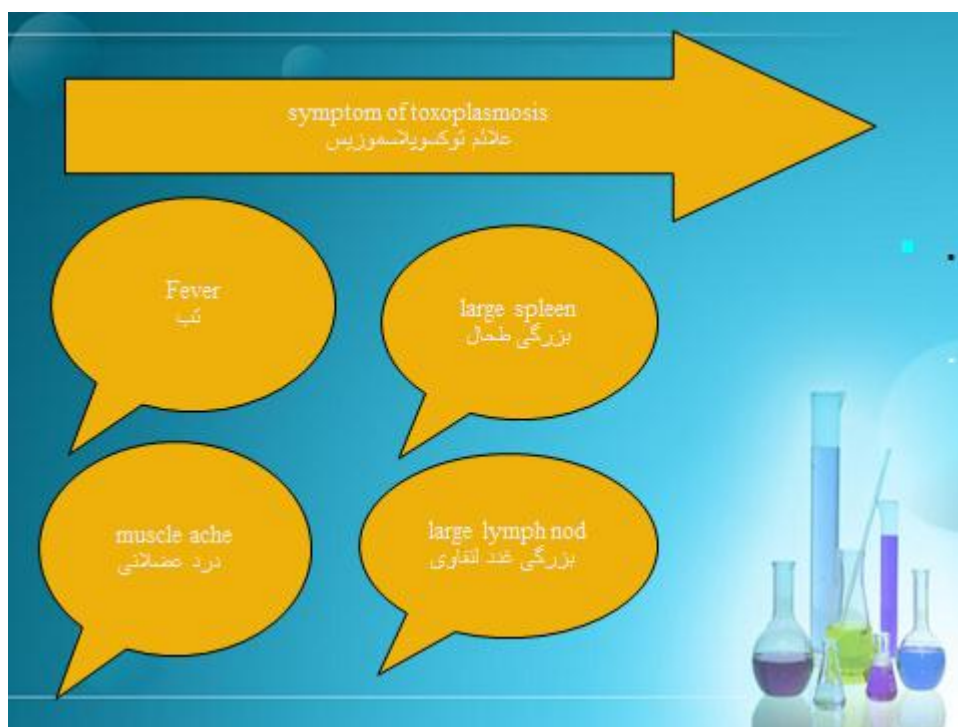 symptom of toxoplasmosis
علائم توکسوپلاسموزیس
Fever
تب
large spleen
بزرگی طحال
muscle ache
درد عضلانی
large lymph nod
بزرگی غدد لنفاوی